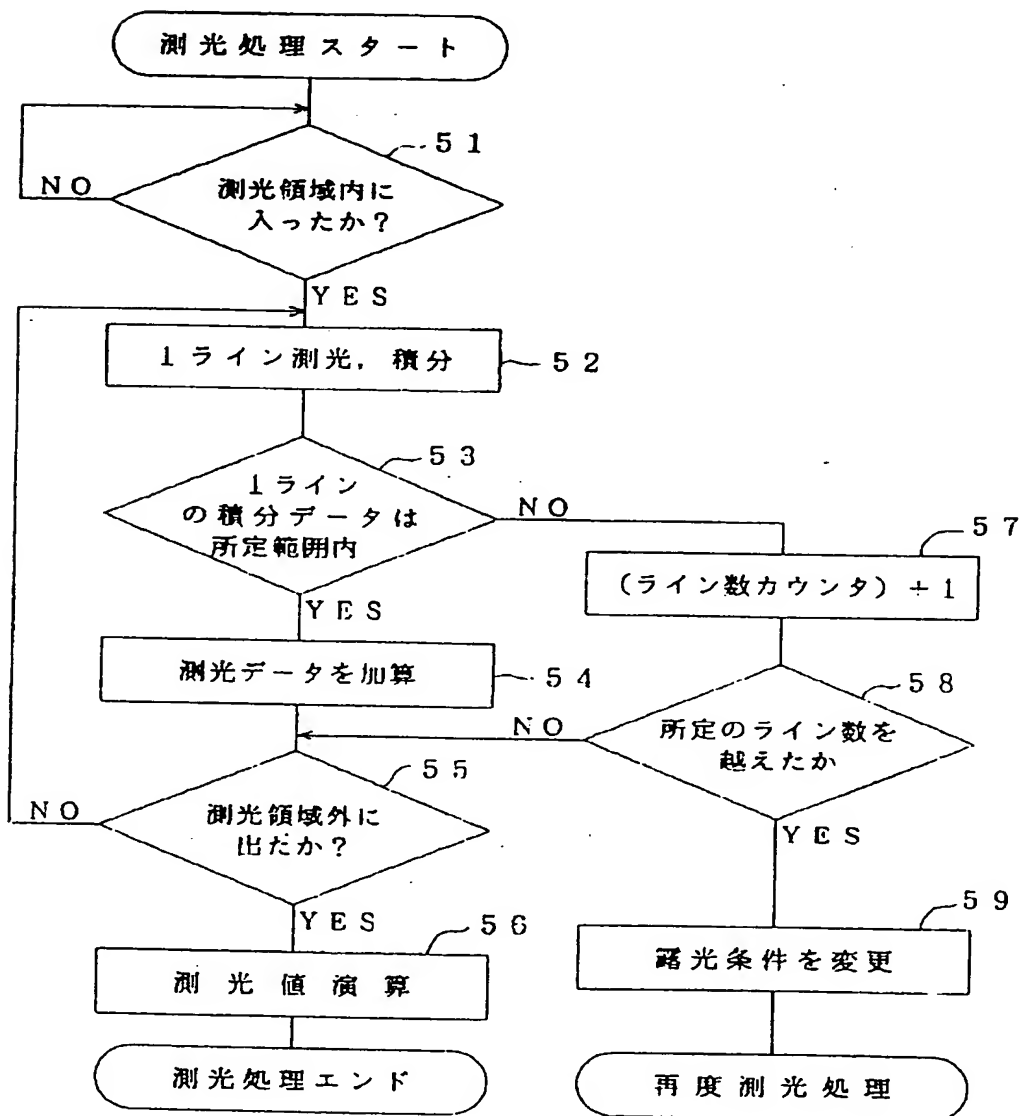 測光処理スタート
51
NO
測光領域内に
入ったか？
YES
1ライン測光，積分
52
53
1ライン
の積分データは
所定範囲内
NO
57
(ライン数カウンタ)＋1
YES
測光データを加算
54
58
NO
所定のライン数を
越えたか
55
NO
測光領域外に
出たか？
YES
YES
56
59
測光値演算
露光条件を変更
測光処理エンド
再度測光処理